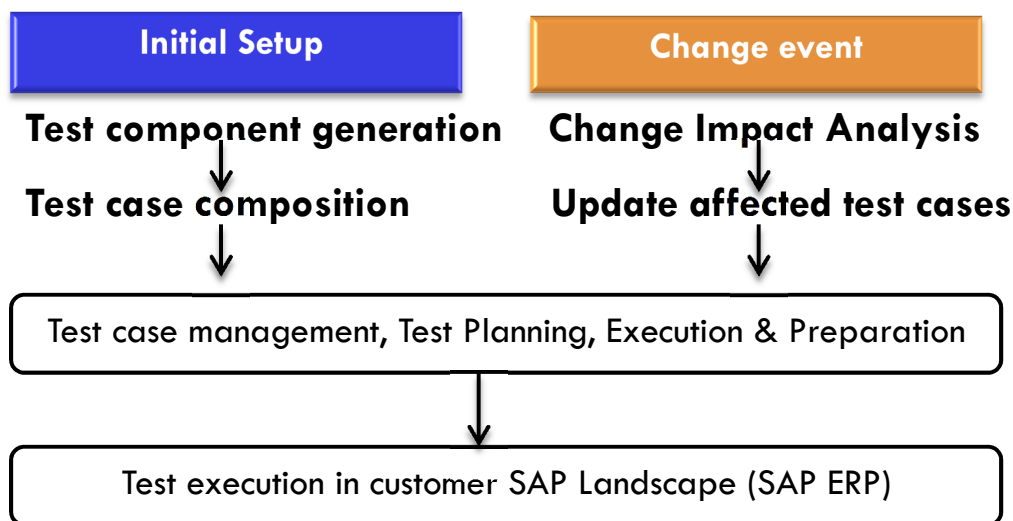 Initial Setup
Change event
Test component generation
Change Impact Analysis
Test case composition
Update affected test cases
Test case management, Test Planning, Execution & Preparation
Test execution in customer SAP Landscape (SAP ERP)